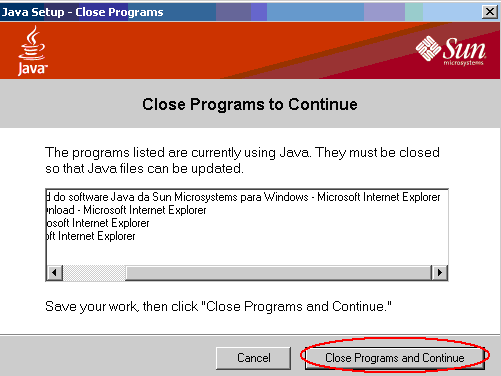 Java Setup - Close Programs
Java
Sun
microsystems
Close Programs to Continue
The programs listed are currently using Java. They must be closed
so that Java files can be updated.
do software Java da Sun Microsystems para Windows - Microsoft Internet Explorer
nload - Microsoft Internet Explorer
osoft Internet Explorer
oft Internet Explorer
Save your work, then click "Close Programs and Continue."
Cancel
Close Programs and Continue